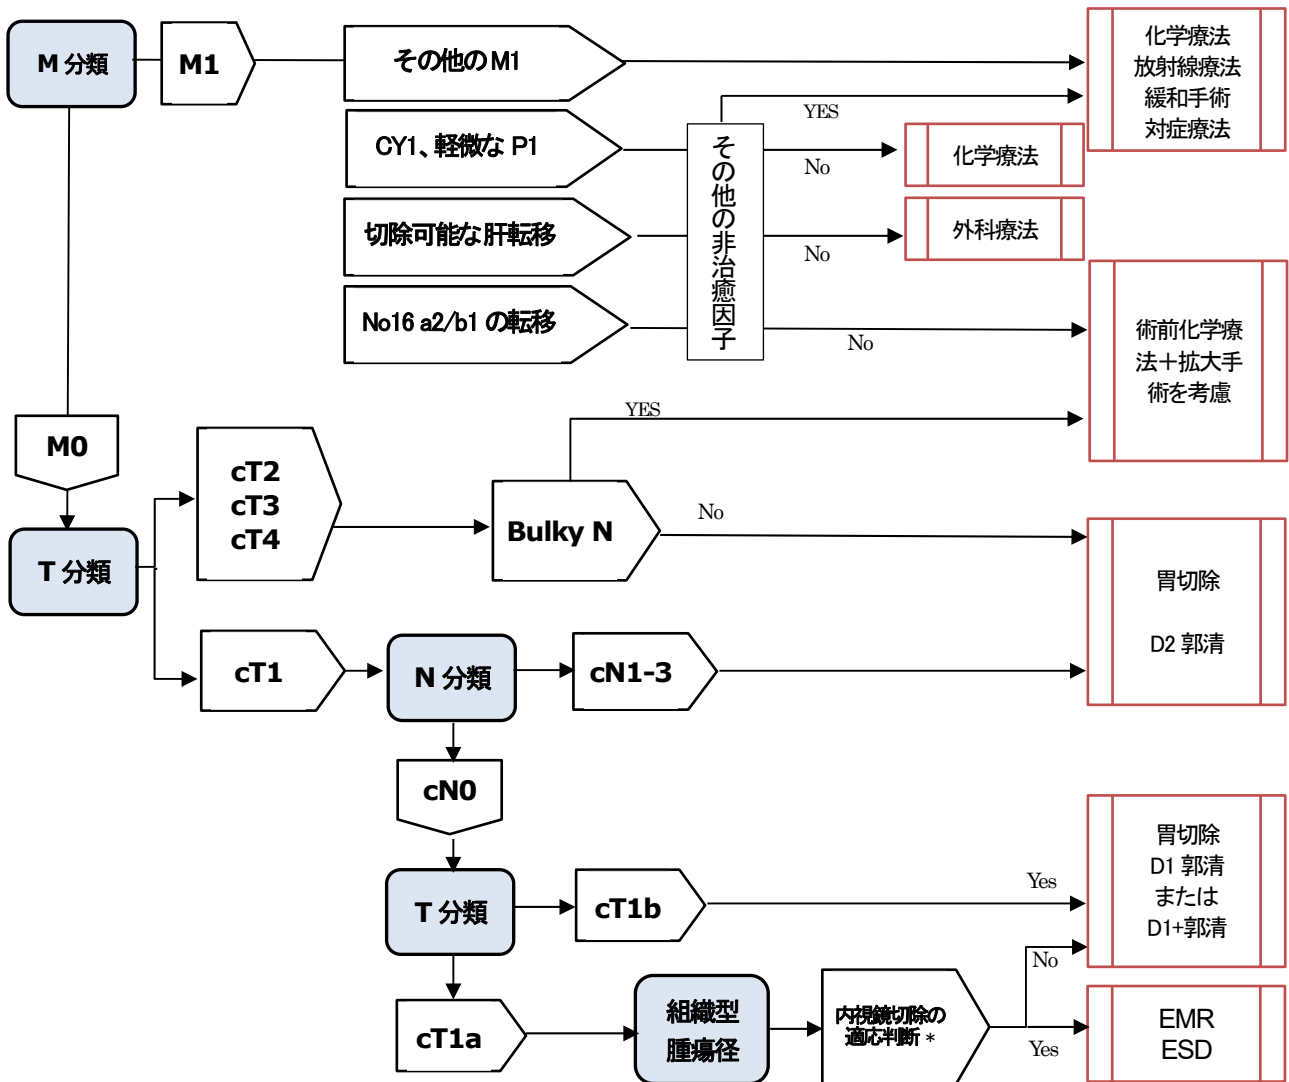 M 分類
M1
その他の M1
化学療法
放射線療法
緩和手術
対症療法
YES
CY1、軽微な P1
その他の非治癒因子
No
化学療法
切除可能な肝転移
No
外科療法
No16 a2/b1 の転移
No
術前化学療
法＋拡大手
術を考慮
YES
M0
cT2
cT3
cT4
Bulky N
No
T 分類
胃切除
D2 郭清
cT1
N 分類
cN1-3
cN0
T 分類
cT1b
Yes
胃切除
D1 郭清
または
D1+郭清
No
cT1a
組織型
腫瘍径
内視鏡切除の
適応判断 *
Yes
EMR
ESD